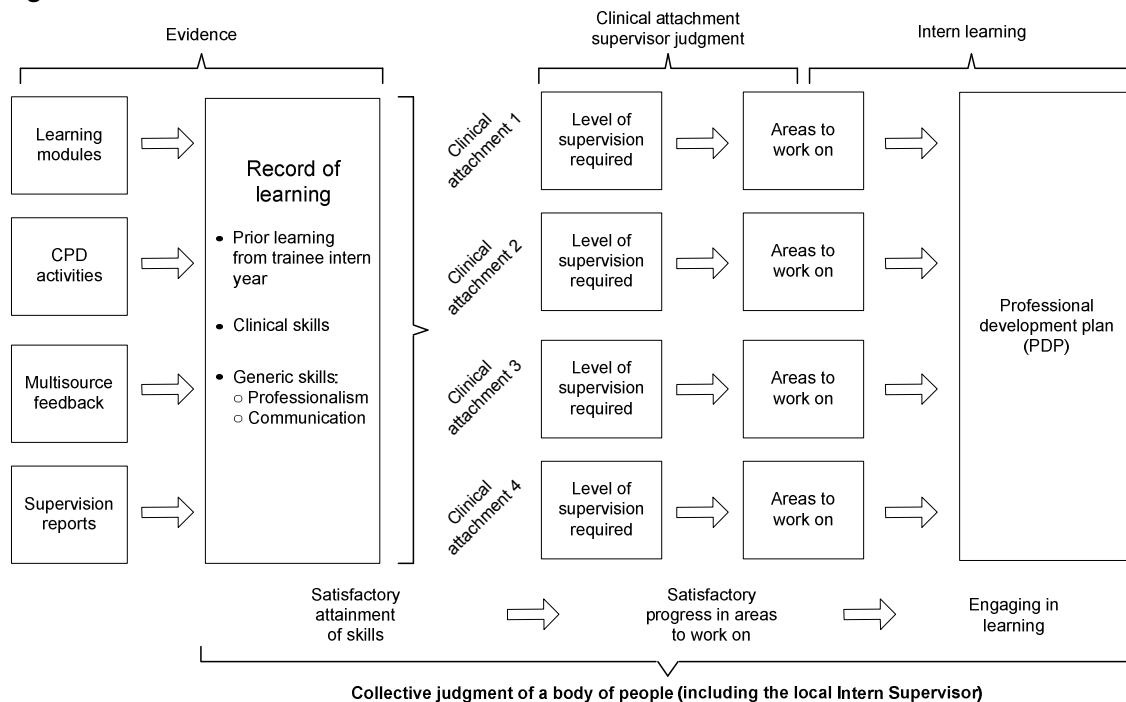 Evidence
Clinical attachment
supervisor judgment
Intern learning
Learning
modules
CPD
activities
Multisource
feedback
Supervision
reports
Record of
learning
• Prior learning
from trainee intern
year
• Clinical skills
• Generic skills:
○ Professionalism
○ Communication
Clinical
attachment 1
Level of
supervision
required
Areas to
work on
Clinical
attachment 2
Level of
supervision
required
Areas to
work on
Clinical
attachment 3
Level of
supervision
required
Areas to
work on
Clinical
attachment 4
Level of
supervision
required
Areas to
work on
Professional
development plan
(PDP)
Satisfactory
attainment
of skills
Satisfactory
progress in areas
to work on
Engaging in
learning
Collective judgment of a body of people (including the local Intern Supervisor)